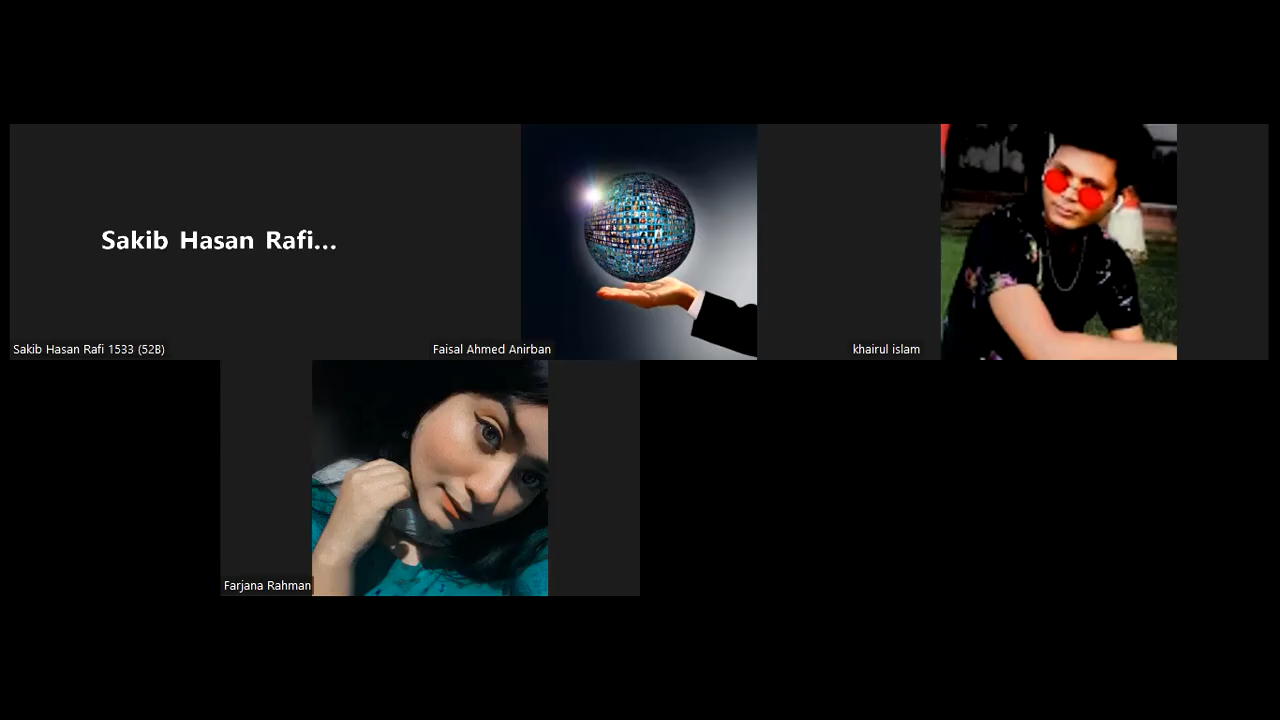 Sakib Hasan Rafi...
Sakib Hasan Rafi 1533 (52B)
Faisal Ahmed Anirban
khairul islam
Farjana Rahman